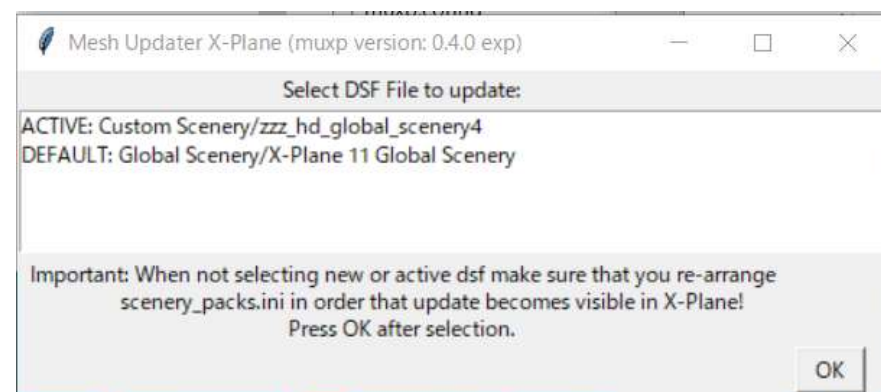 Mesh Updater X-Plane (muxp version: 0.4.0 exp)
Select DSF File to update:
ACTIVE: Custom Scenery/zzz_hd_global_scenery4
DEFAULT: Global Scenery/X-Plane 11 Global Scenery
Important: When not selecting new or active dsf make sure that you re-arrange
scenery_packs.ini in order that update becomes visible in X-Plane!
Press OK after selection.
OK